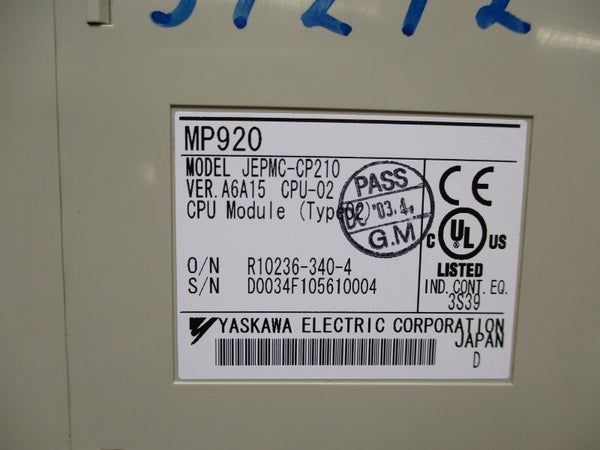 MP920
MODEL JEPMC-CP210
VER. A6A15 CPU-02
CPU Module (Type02)
PASS
'03.4.
G.M
O/N R10236-340-4
S/N D0034F105610004
CE
C UL US
LISTED
IND. CONT. EQ.
3S39
YASKAWA ELECTRIC CORPORATION
JAPAN
D